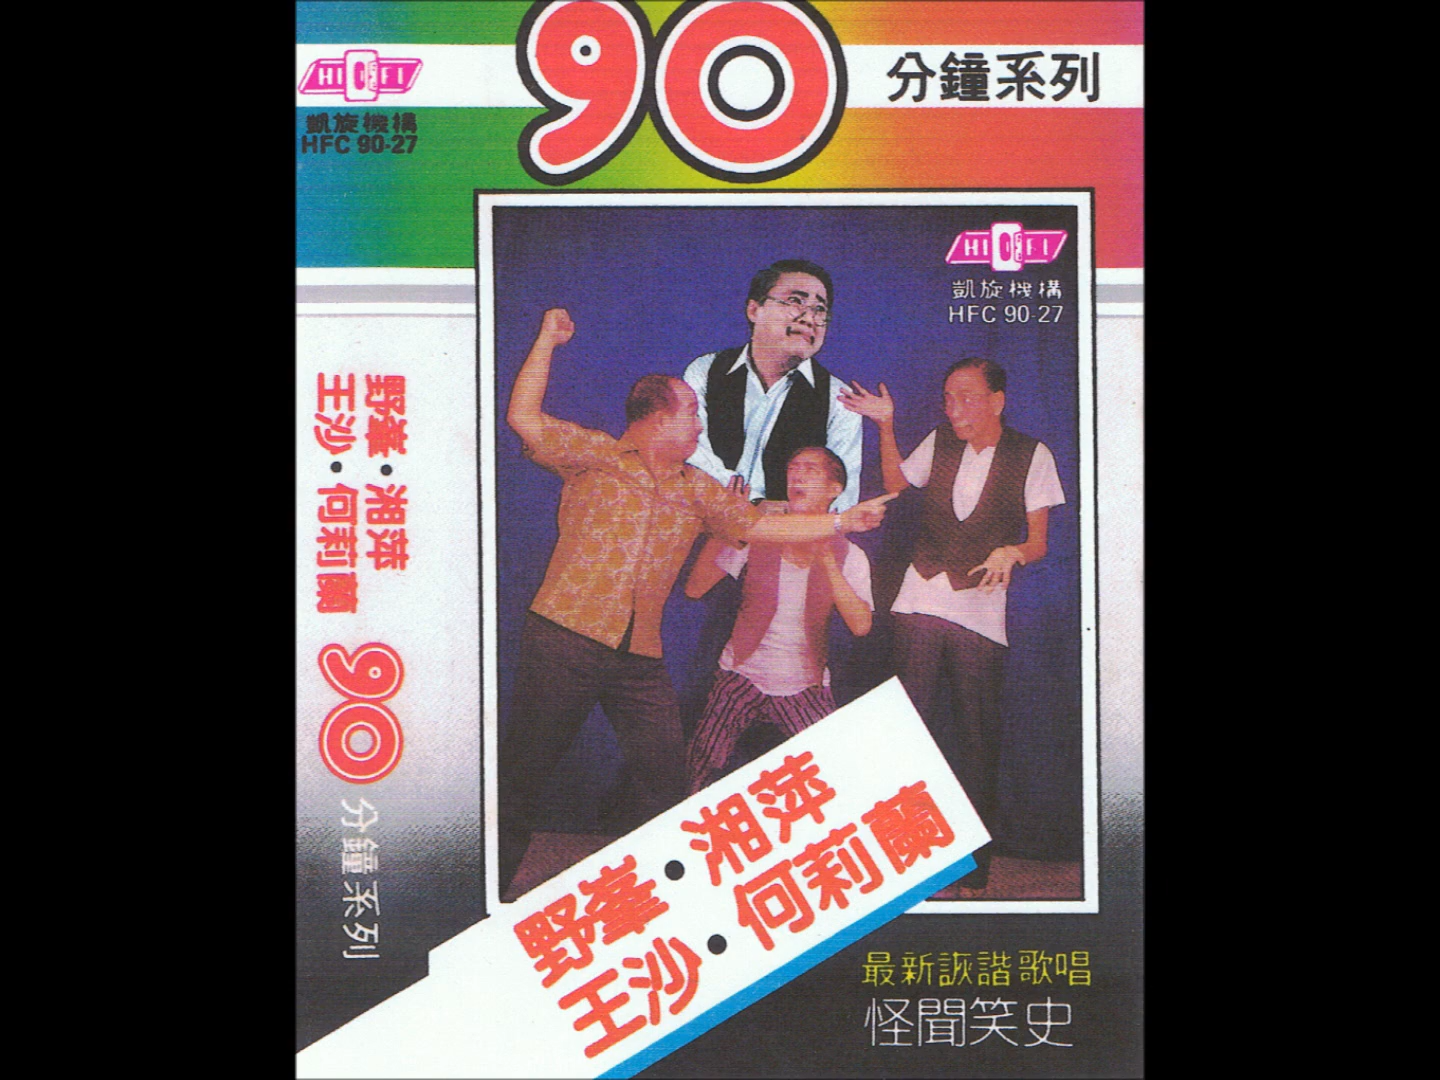 90
分鐘系列
HI FI
凱旋機構
HFC 90-27
HI FI
凱旋機構
HFC 90-27
野峯・湘萍
王沙・何莉蘭
90
分鐘系列
野峯・湘萍
王沙・何莉蘭
最新詼諧歌唱
怪聞笑史